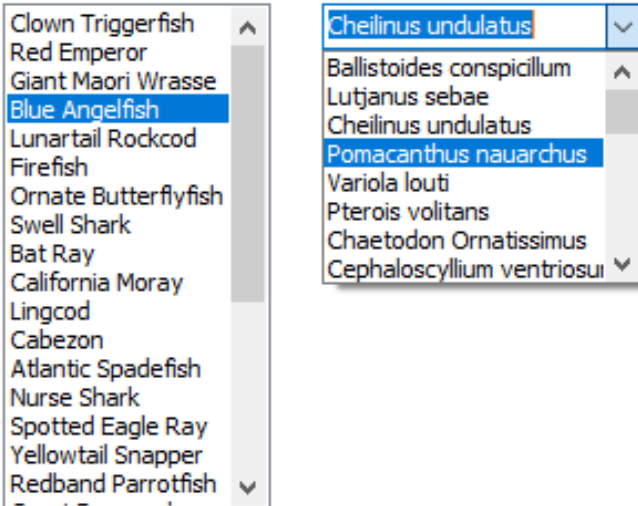 Clown Triggerfish
Red Emperor
Giant Maori Wrasse
Blue Angelfish
Lunartail Rockcod
Firefish
Ornate Butterflyfish
Swell Shark
Bat Ray
California Moray
Lingcod
Cabezon
Atlantic Spadefish
Nurse Shark
Spotted Eagle Ray
Yellowtail Snapper
Redband Parrotfish
Cheilinus undulatus
Ballistoides conspicillum
Lutjanus sebae
Cheilinus undulatus
Pomacanthus nauarchus
Variola louti
Pterois volitans
Chaetodon Ornatissimus
Cephaloscyllium